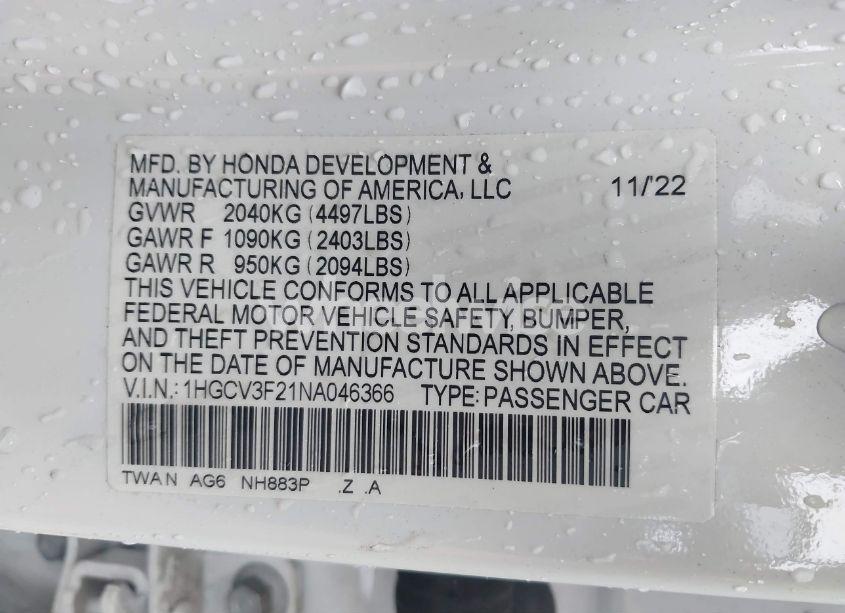 MFD. BY HONDA DEVELOPMENT &
MANUFACTURING OF AMERICA, LLC 11/'22
GVWR 2040KG (4497LBS)
GAWR F 1090KG (2403LBS)
GAWR R 950KG (2094LBS)
THIS VEHICLE CONFORMS TO ALL APPLICABLE
FEDERAL MOTOR VEHICLE SAFETY, BUMPER,
AND THEFT PREVENTION STANDARDS IN EFFECT
ON THE DATE OF MANUFACTURE SHOWN ABOVE.
V.I.N.: 1HGCV3F21NA046366 TYPE: PASSENGER CAR
TWAN AG6 NH883P .Z .A